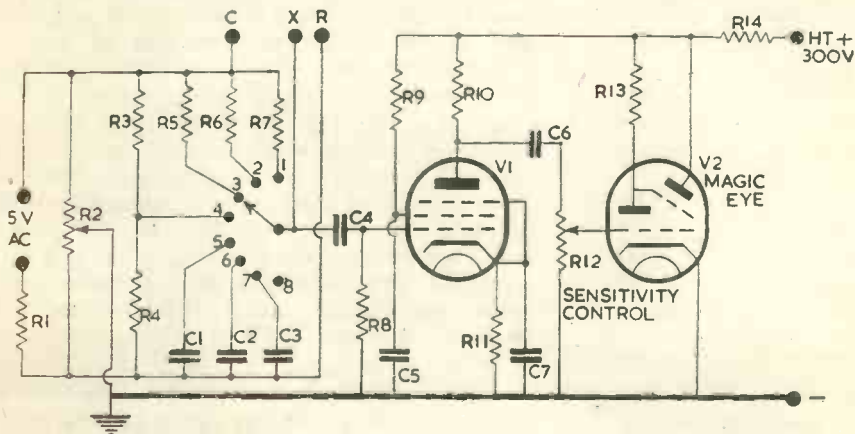 C X R
R14
HT+
300V
R3 R5 R6 R7
R9 R10 R13
C6
V1
V2
MAGIC
EYE
1
2
3
4
5
6
7
8
5V
AC
R2
C4
R12
SENSITIVITY
CONTROL
R1 R4 C1 C2 C3 R8 C5 R11 C7
–